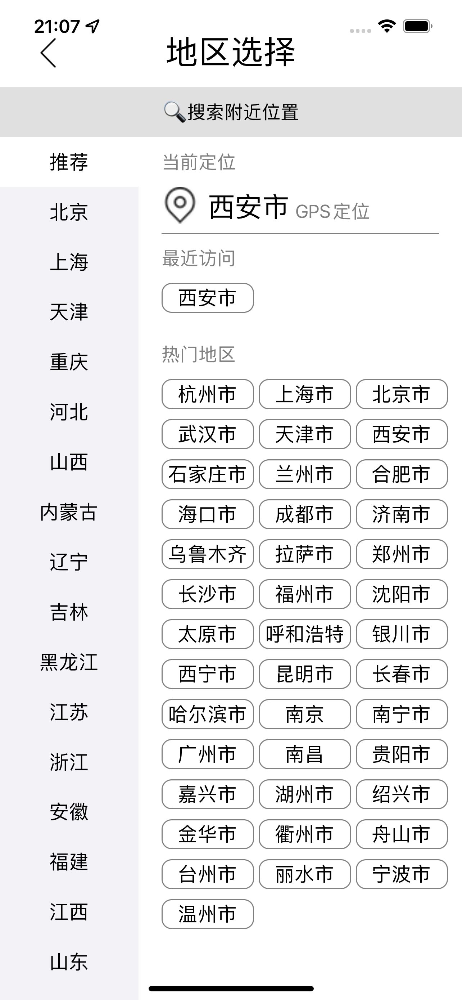 21:07
地区选择
🔍搜索附近位置
推荐
北京
上海
天津
重庆
河北
山西
内蒙古
辽宁
吉林
黑龙江
江苏
浙江
安徽
福建
江西
山东
当前定位
西安市 GPS定位
最近访问
西安市
热门地区
杭州市 上海市 北京市
武汉市 天津市 西安市
石家庄市 兰州市 合肥市
海口市 成都市 济南市
乌鲁木齐 拉萨市 郑州市
长沙市 福州市 沈阳市
太原市 呼和浩特 银川市
西宁市 昆明市 长春市
哈尔滨市 南京 南宁市
广州市 南昌 贵阳市
嘉兴市 湖州市 绍兴市
金华市 衢州市 舟山市
台州市 丽水市 宁波市
温州市